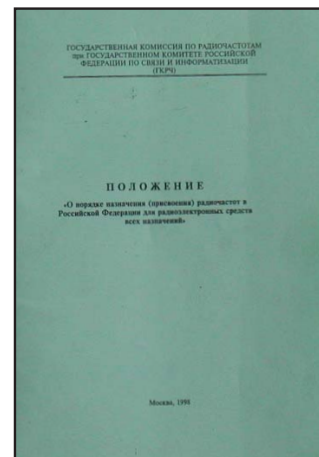 ГОСУДАРСТВЕННАЯ КОМИССИЯ ПО РАДИОЧАСТОТАМ
при ГОСУДАРСТВЕННОМ КОМИТЕТЕ РОССИЙСКОЙ
ФЕДЕРАЦИИ ПО СВЯЗИ И ИНФОРМАТИЗАЦИИ
(ГКРЧ)
ПОЛОЖЕНИЕ
«О порядке назначения (присвоения) радиочастот в
Российской Федерации для радиоэлектронных средств
всех назначений»
Москва, 1998